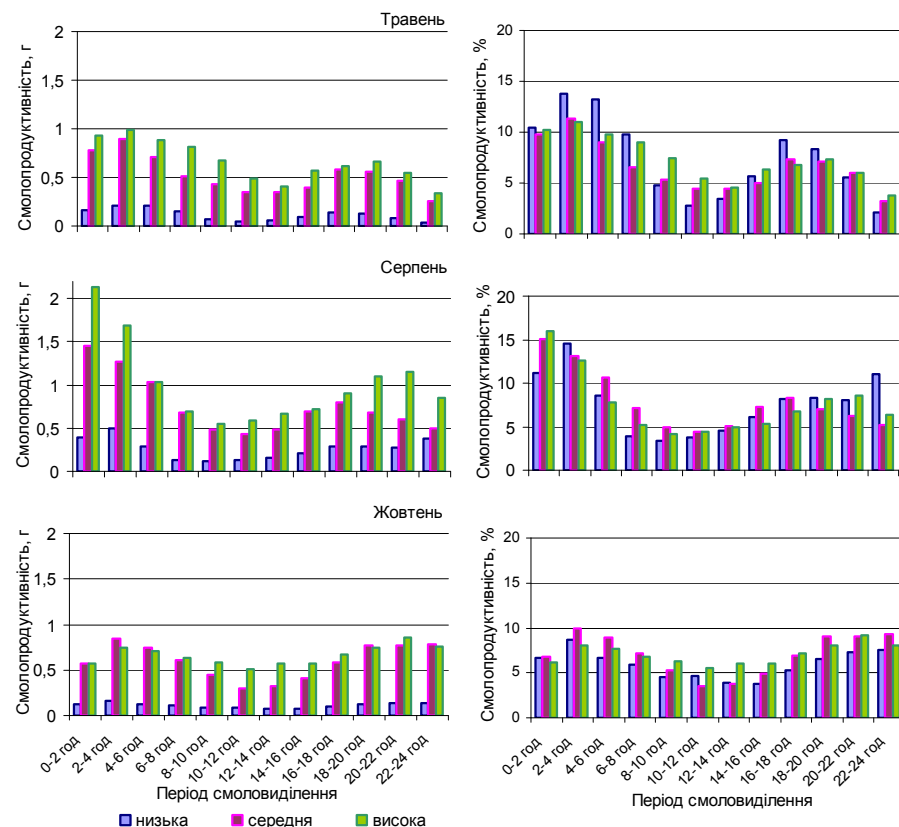 Травень
Смолопродуктивність, г
2
1,5
1
0,5
0
Смолопродуктивність, %
20
15
10
5
0
Серпень
Смолопродуктивність, г
2
1,5
1
0,5
0
Смолопродуктивність, %
20
15
10
5
0
Жовтень
Смолопродуктивність, г
2
1,5
1
0,5
0
Смолопродуктивність, %
20
15
10
5
0
0-2 год
2-4 год
4-6 год
6-8 год
8-10 год
10-12 год
12-14 год
14-16 год
16-18 год
18-20 год
20-22 год
22-24 год
Період смоловиділення
0-2 год
2-4 год
4-6 год
6-8 год
8-10 год
10-12 год
12-14 год
14-16 год
16-18 год
18-20 год
20-22 год
22-24 год
Період смоловиділення
низька середня висока